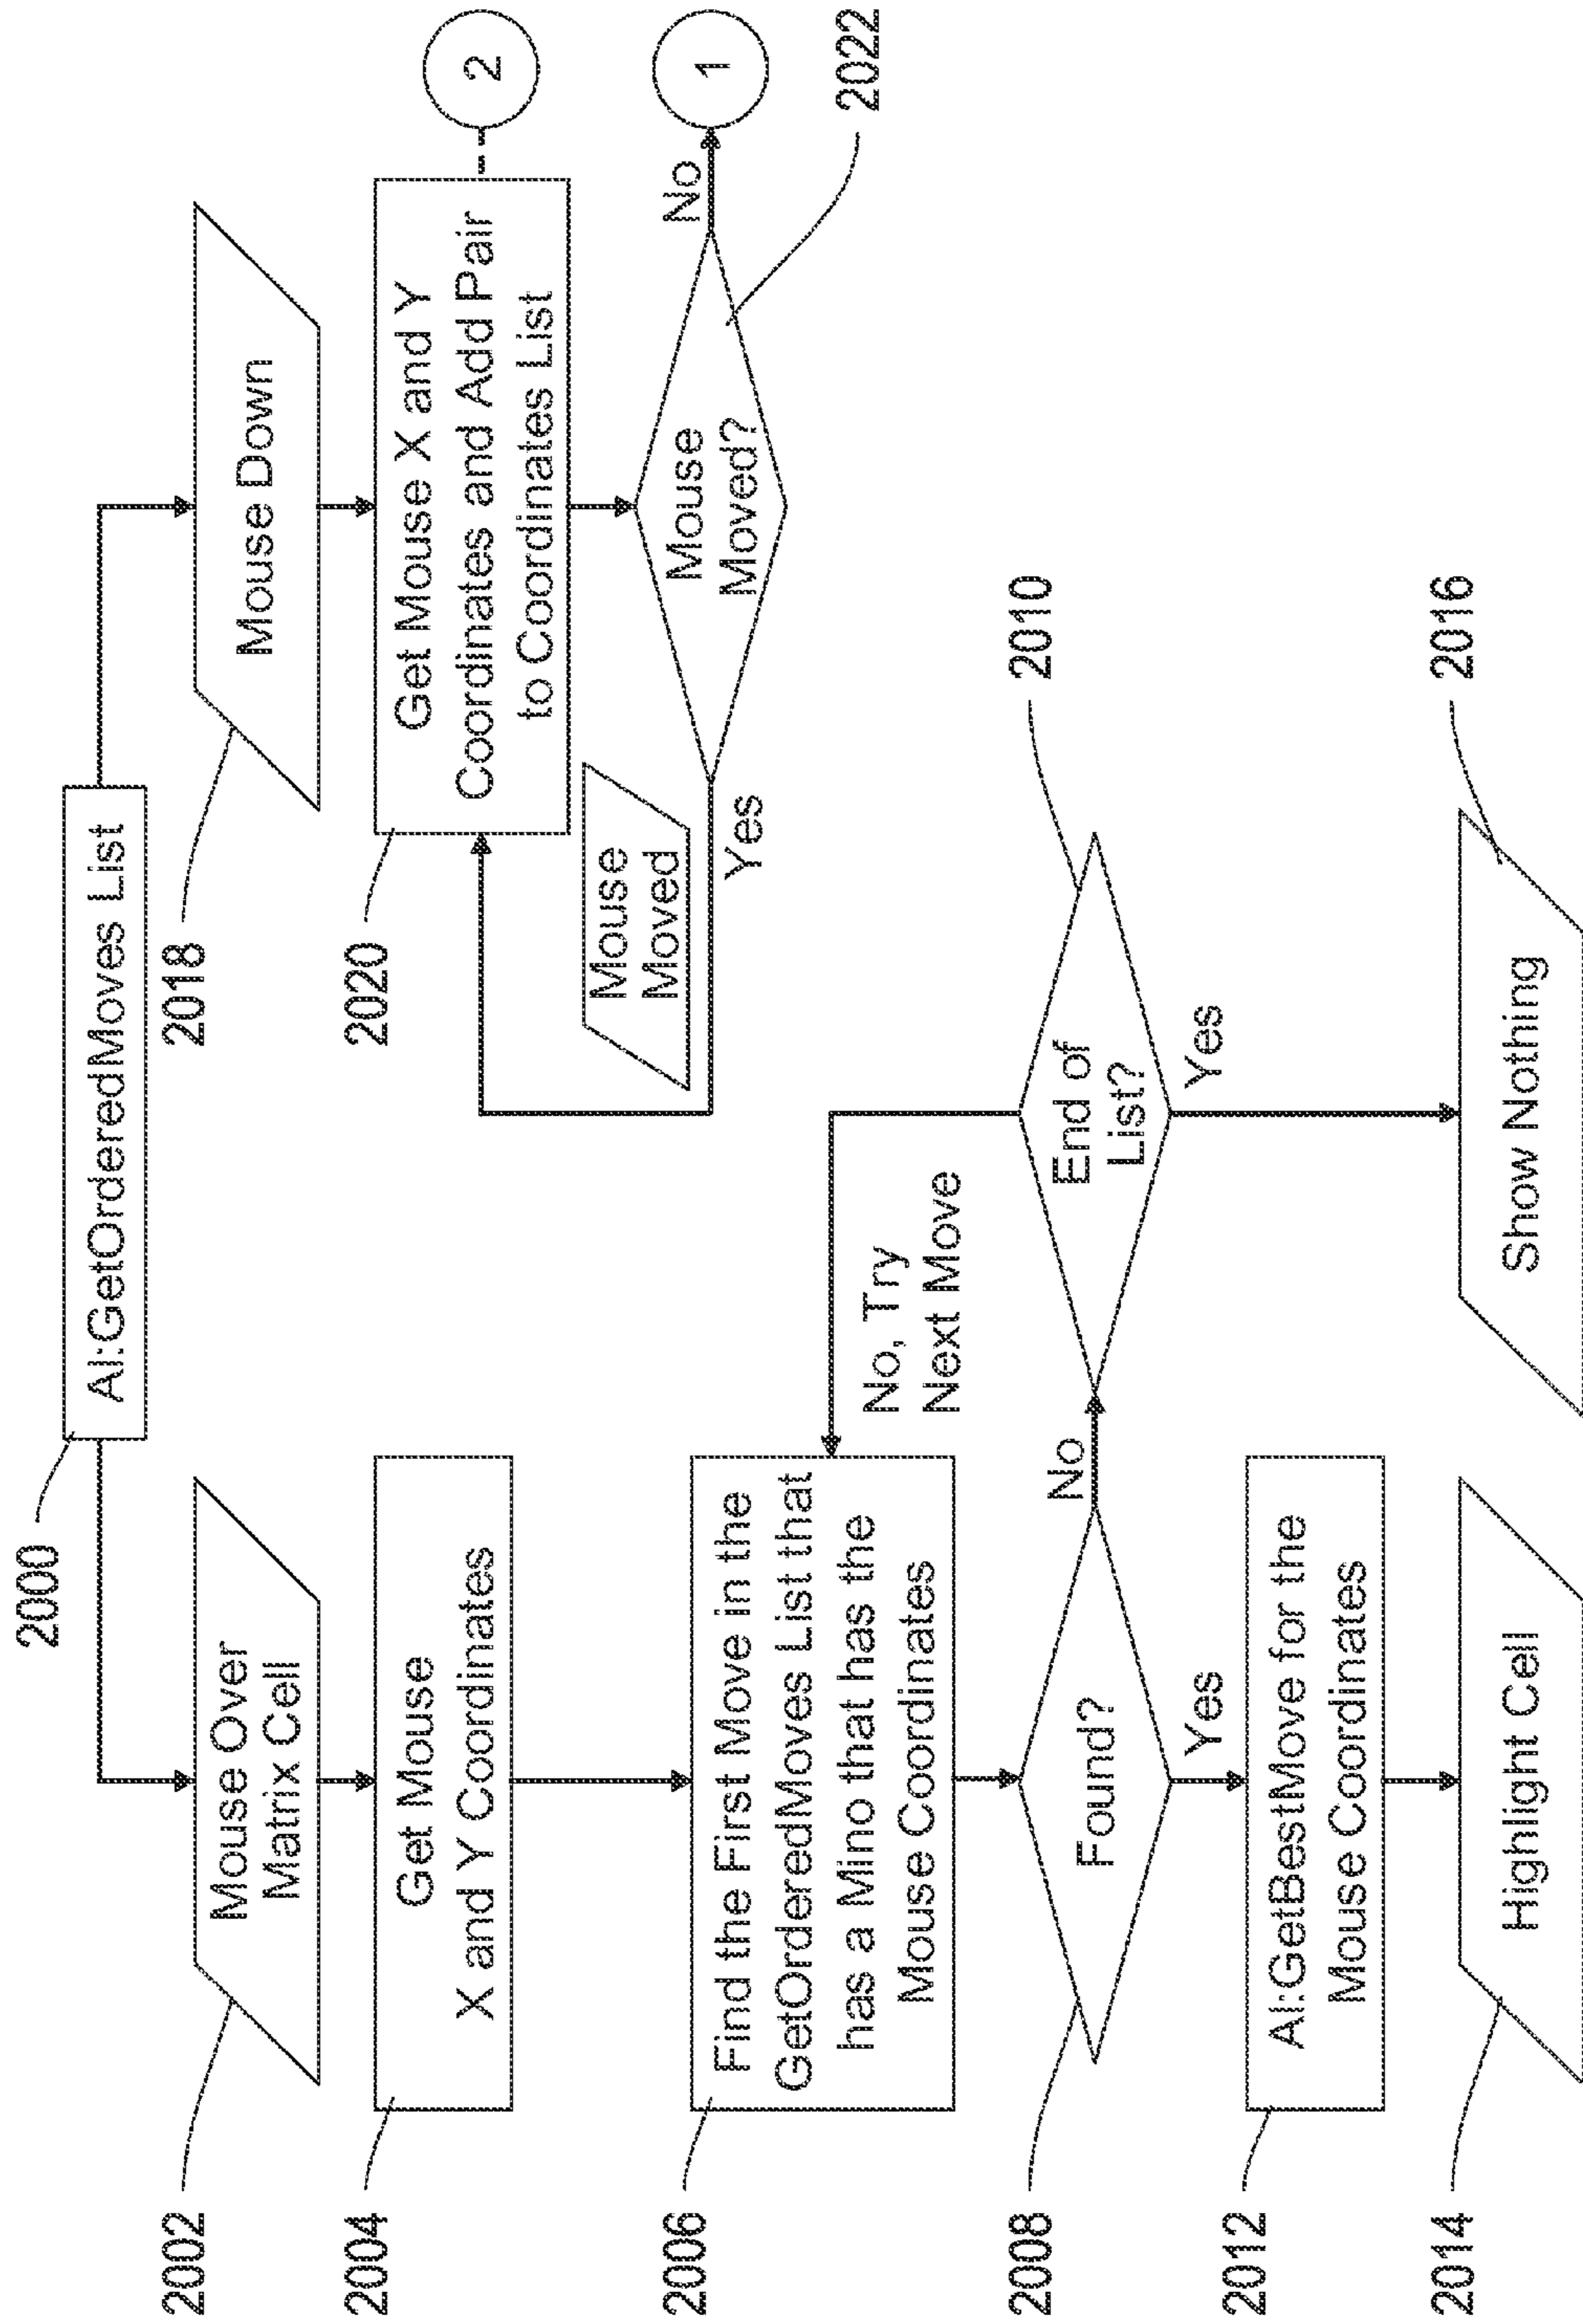 2000
AI:GetOrderedMoves List
2002
Mouse Over
Matrix Cell
2018
Mouse Down
2004
Get Mouse
X and Y Coordinates
2020
Get Mouse X and Y
Coordinates and Add Pair
to Coordinates List
2
Mouse
Moved
Mouse
Moved?
Yes
No
1
2022
2006
Find the First Move in the
GetOrderedMoves List that
has a Mino that has the
Mouse Coordinates
No, Try
Next Move
2008
Found?
No
End of
List?
2010
Yes
Yes
2012
AI:GetBestMove for the
Mouse Coordinates
2014
Highlight Cell
Show Nothing
2016